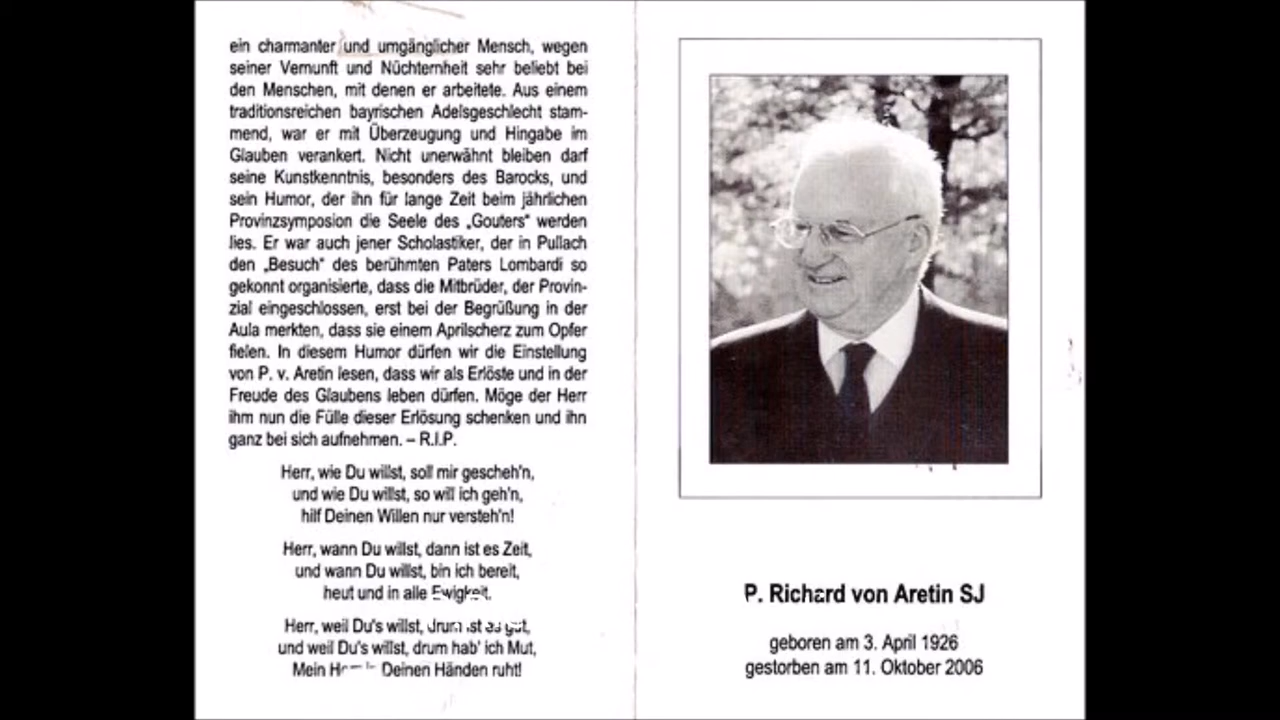 ein charmanter und umgänglicher Mensch, wegen
seiner Vernunft und Nüchternheit sehr beliebt bei
den Menschen, mit denen er arbeitete. Aus einem
traditionsreichen bayrischen Adelsgeschlecht stam-
mend, war er mit Überzeugung und Hingabe im
Glauben verankert. Nicht unerwähnt bleiben darf
seine Kunstkenntnis, besonders des Barocks, und
sein Humor, der ihn für lange Zeit beim jährlichen
Provinzsymposion die Seele des „Gouters“ werden
lies. Er war auch jener Scholastiker, der in Pullach
den „Besuch“ des berühmten Paters Lombardi so
gekonnt organisierte, dass die Mitbrüder, der Provin-
zial eingeschlossen, erst bei der Begrüßung in der
Aula merkten, dass sie einem Aprilscherz zum Opfer
fielen. In diesem Humor dürfen wir die Einstellung
von P. v. Aretin lesen, dass wir als Erlöste und in der
Freude des Glaubens leben dürfen. Möge der Herr
ihm nun die Fülle dieser Erlösung schenken und ihn
ganz bei sich aufnehmen. – R.I.P.
Herr, wie Du willst, soll mir gescheh'n,
und wie Du willst, so will ich geh'n,
hilf Deinen Willen nur versteh'n!
Herr, wann Du willst, dann ist es Zeit,
und wann Du willst, bin ich bereit,
heut und in alle Ewigkeit.
Herr, weil Du's willst, drum ist es gut,
und weil Du's willst, drum hab' ich Mut,
Mein Deinen Händen ruht!
P. Richard von Aretin SJ
geboren am 3. April 1926
gestorben am 11. Oktober 2006